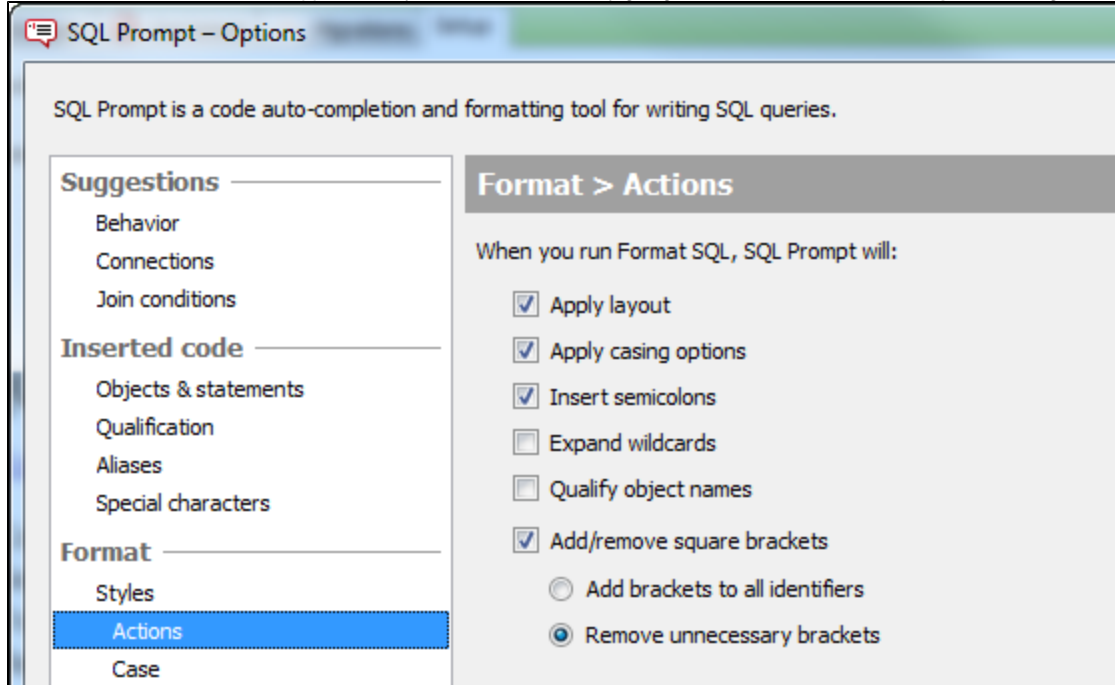 SQL Prompt – Options
SQL Prompt is a code auto-completion and formatting tool for writing SQL queries.
Suggestions
Behavior
Connections
Join conditions
Inserted code
Objects & statements
Qualification
Aliases
Special characters
Format
Styles
Actions
Case
Format > Actions
When you run Format SQL, SQL Prompt will:
Apply layout
Apply casing options
Insert semicolons
Expand wildcards
Qualify object names
Add/remove square brackets
Add brackets to all identifiers
Remove unnecessary brackets